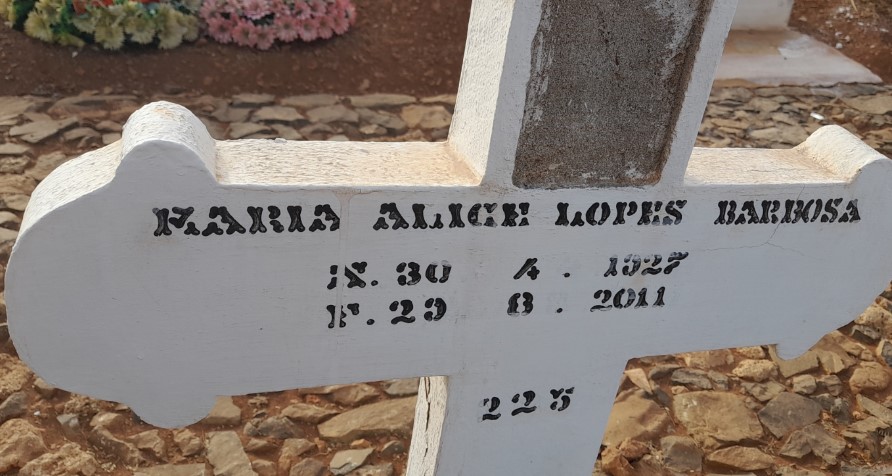 MARIA ALICE LOPES BARBOSA
N. 30 4 . 1927
F. 29 8 . 2011
225